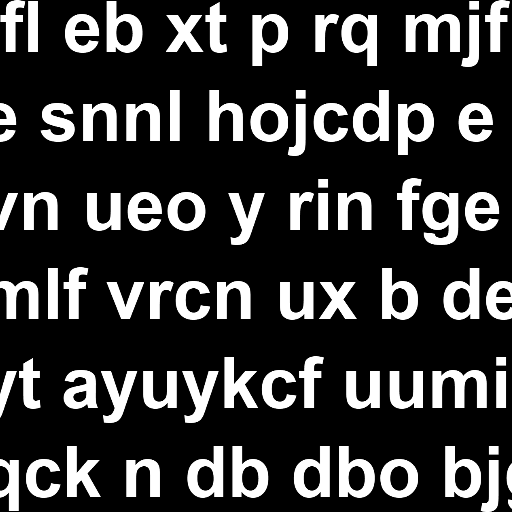 fl eb xt p rq mjf
e snnl hojcdp e
vn ueo y rin fge
mlf vrcn ux b de
yt ayuykcf uumi
qck n db dbo bjg